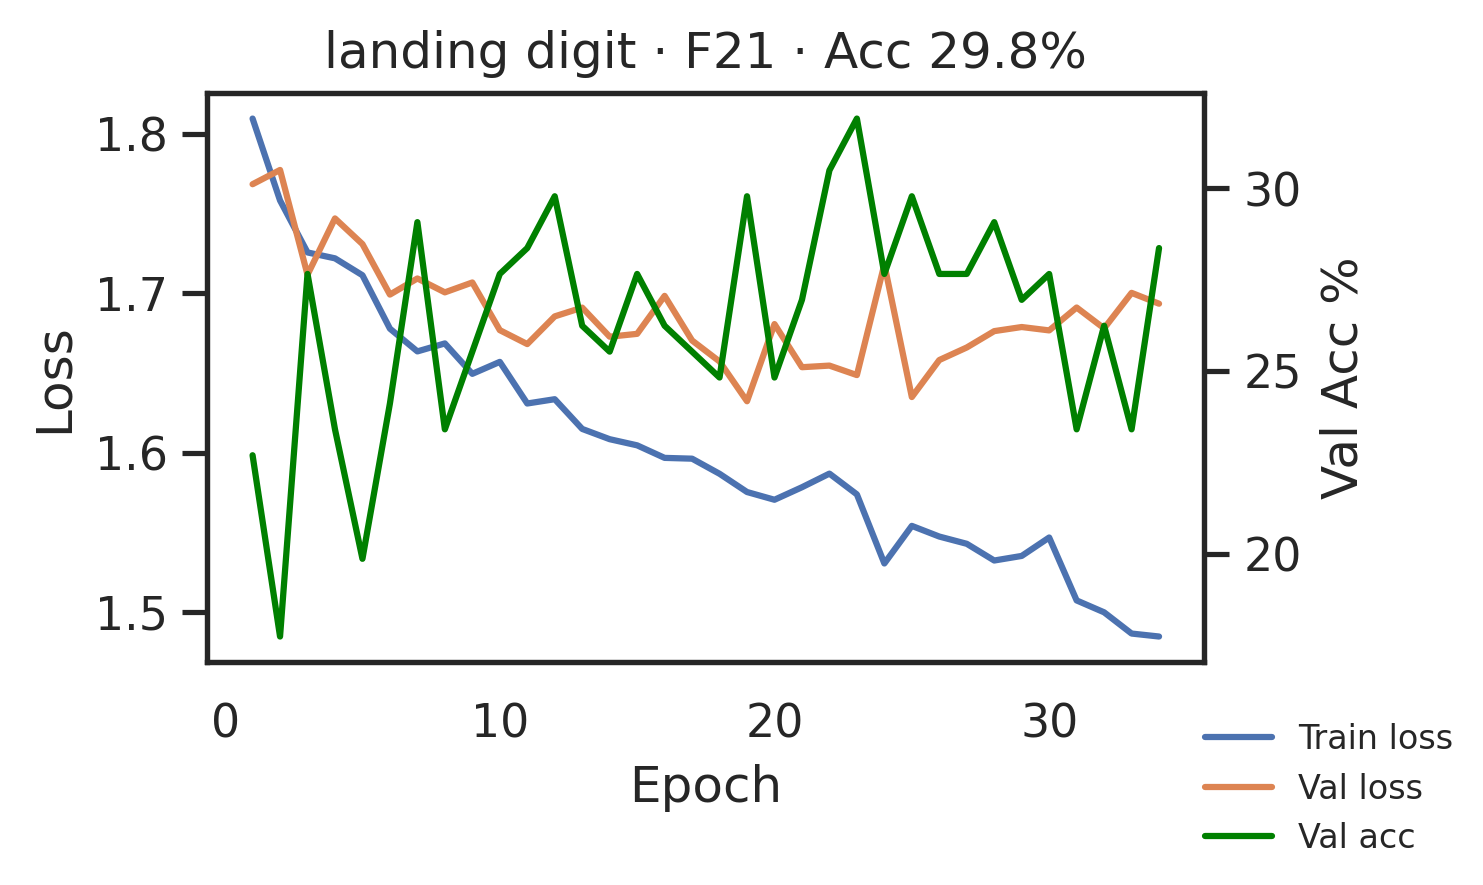 landing digit · F21 · Acc 29.8%
1.8
1.7
1.6
1.5
Loss
30
25
20
Val Acc %
0 10 20 30
Epoch
Train loss
Val loss
Val acc